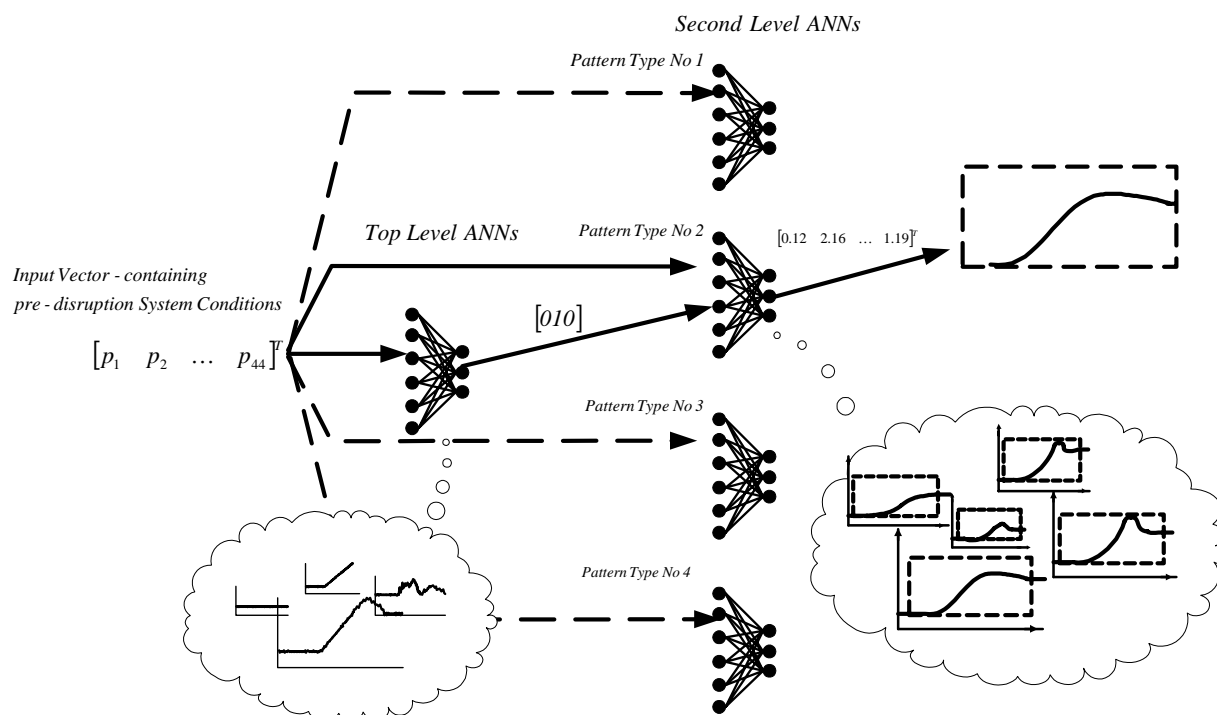 Second Level ANNs
Pattern Type No 1
Top Level ANNs
Pattern Type No 2
[0.12 2.16 … 1.19]ᵀ
Input Vector - containing
pre - disruption System Conditions
[010]
[p₁ p₂ … p₄₄]ᵀ
Pattern Type No 3
Pattern Type No 4